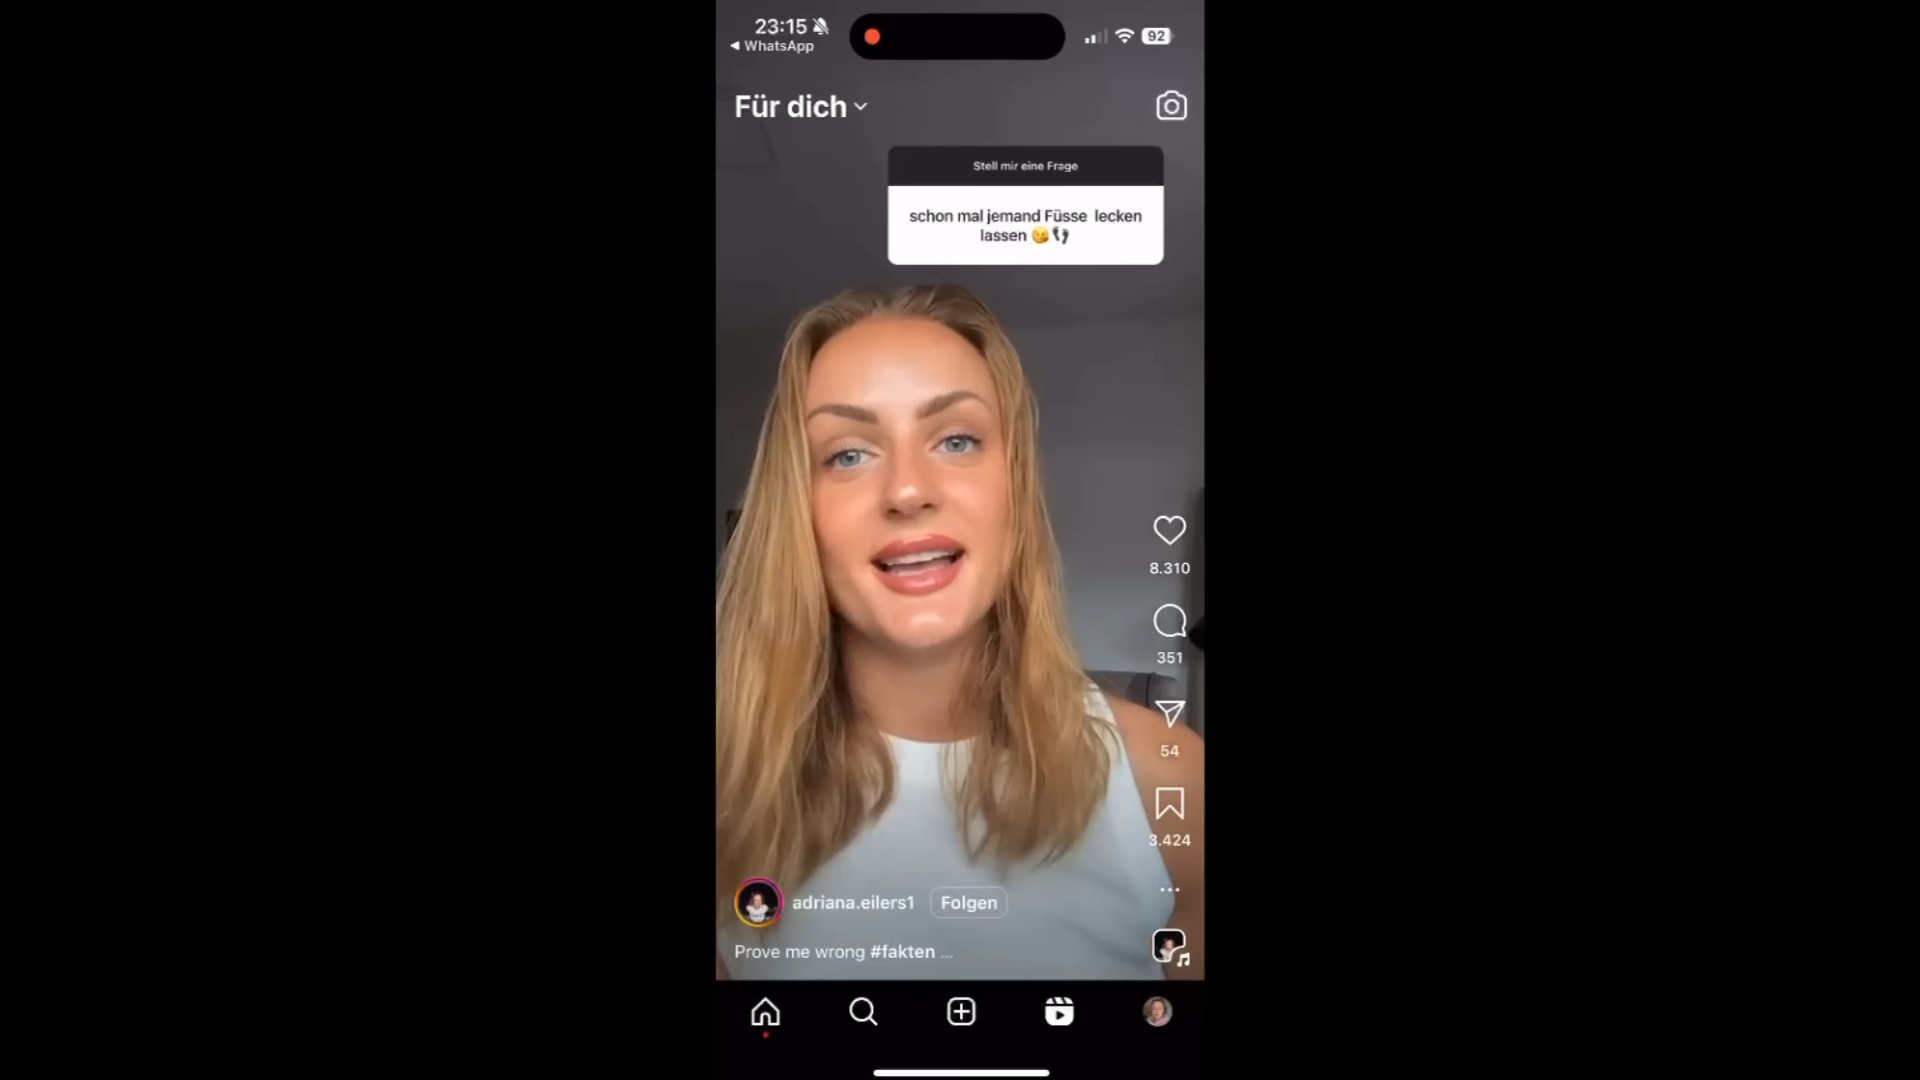 23:15
◀ WhatsApp
92
Für dich
Stell mir eine Frage
schon mal jemand Füsse lecken
lassen 😘👣
8.310
351
54
3.424
adriana.eilers1
Folgen
Prove me wrong #fakten ...